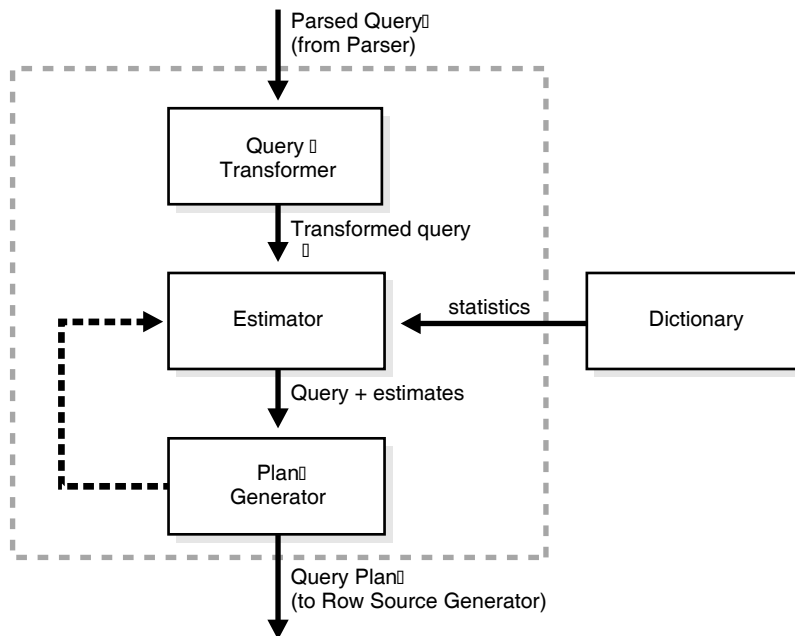 Parsed Query▯
(from Parser)
Query ▯
Transformer
Transformed query
▯
Estimator
statistics
Dictionary
Query + estimates
Plan▯
Generator
Query Plan▯
(to Row Source Generator)